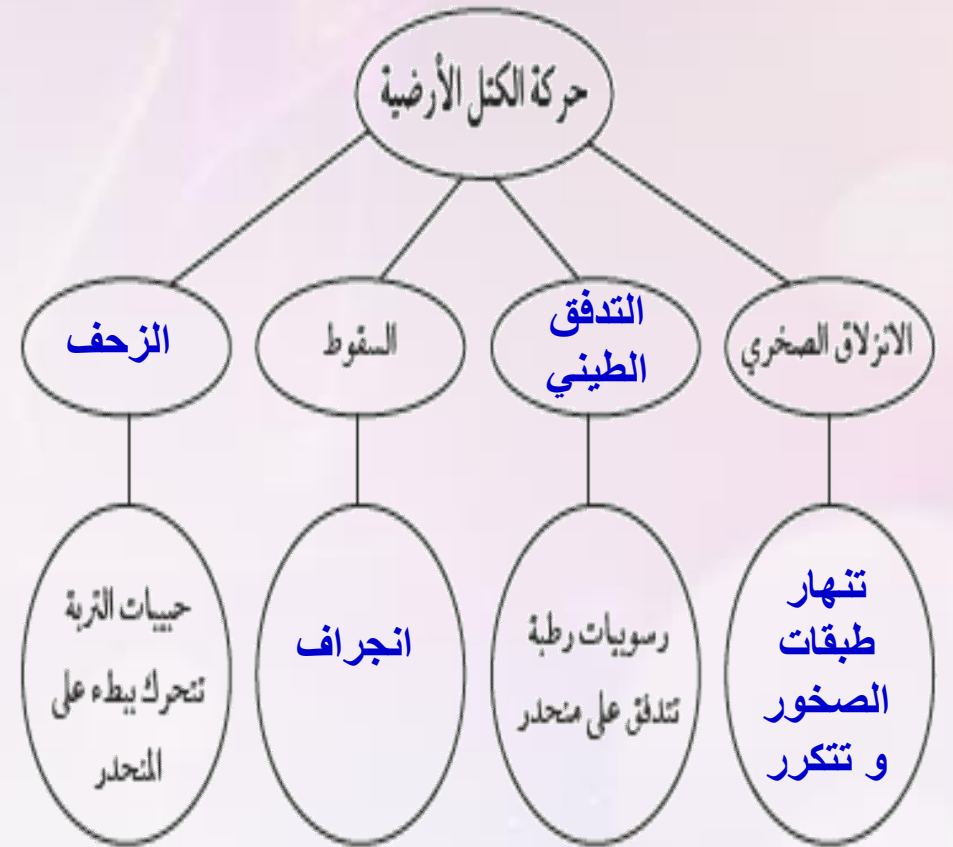 حركة الكتل الأرضية
الانزلاق الصخري
التدفق
الطيني
السقوط
الزحف
تنهار
طبقات
الصخور
و تتكرر
رسوبيات رطبة
تتدفق على منحدر
انجراف
حبيبات التربة
تتحرك ببطء على
المنحدر